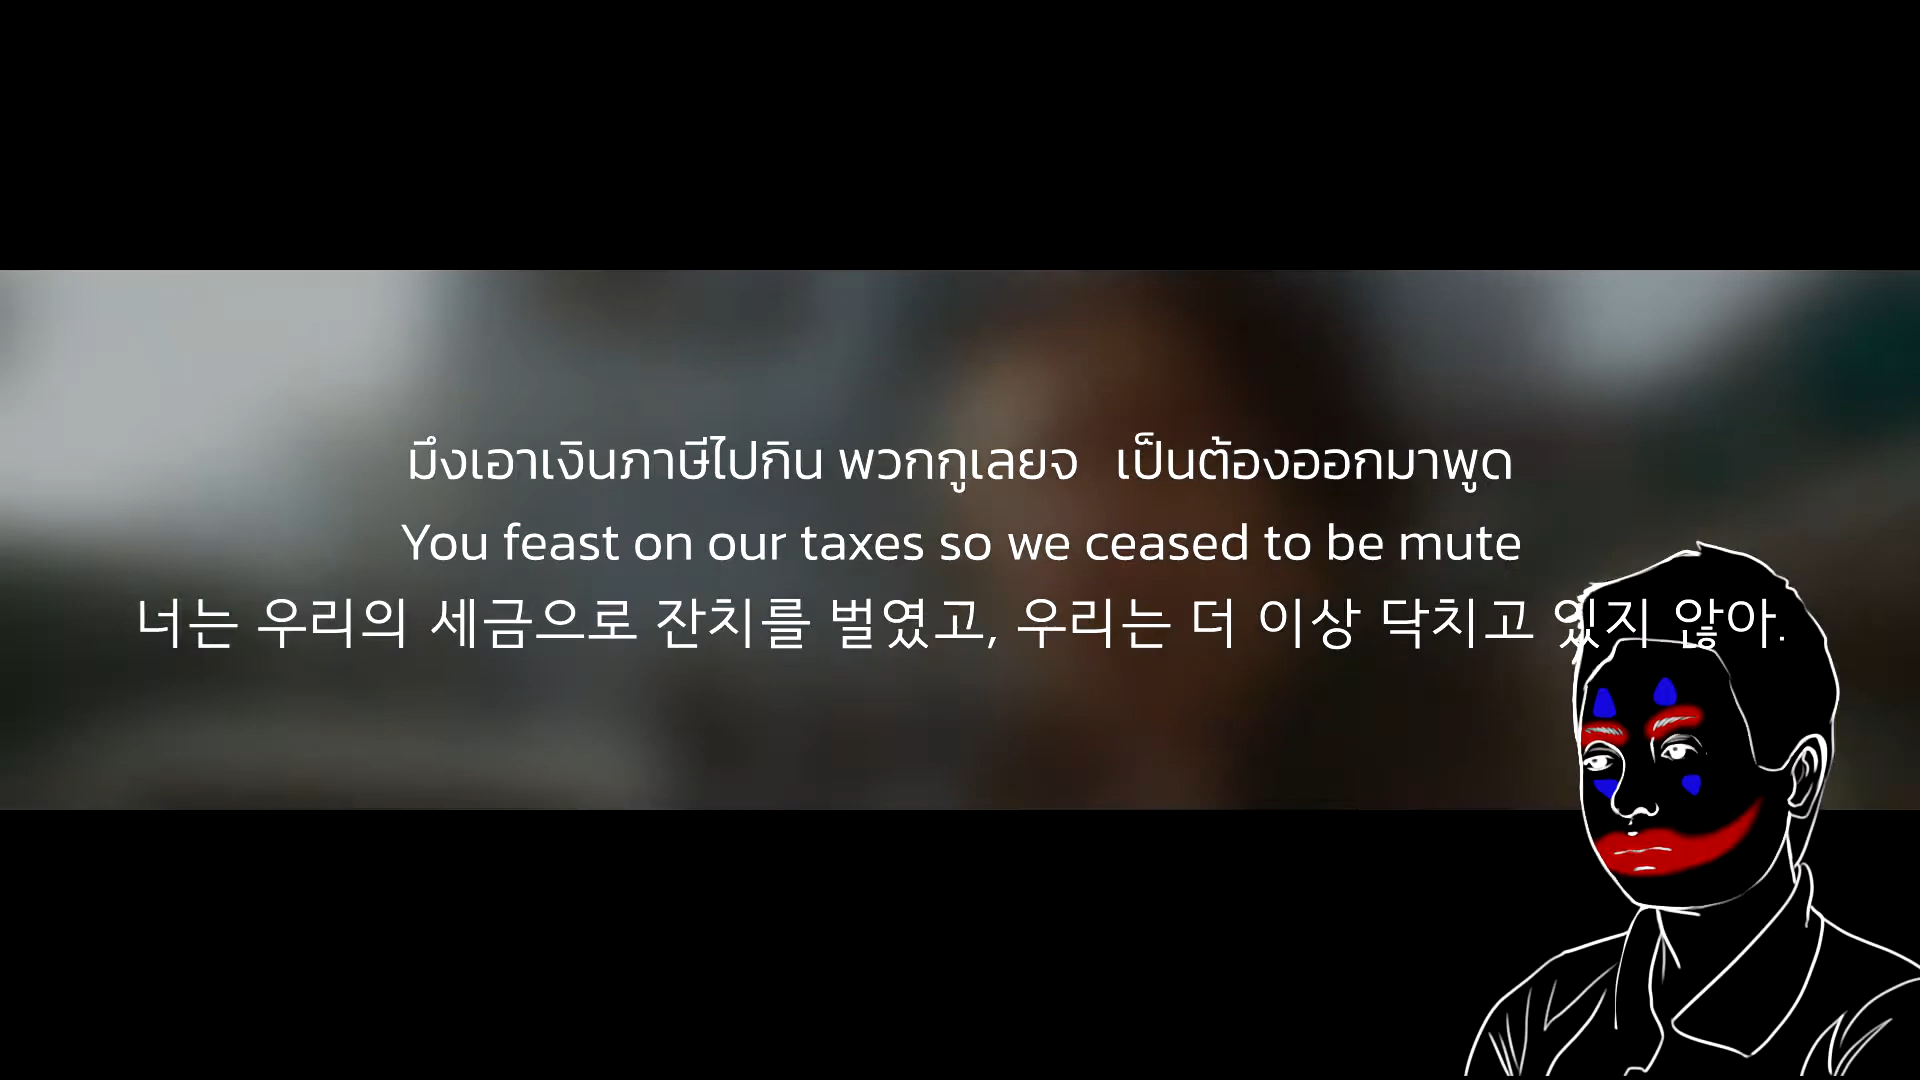 มึงเอาเงินภาษีไปกิน พวกกูเลยจ เป็นต้องออกมาพูด
You feast on our taxes so we ceased to be mute
너는 우리의 세금으로 잔치를 벌였고, 우리는 더 이상 닥치고 있지 않아.